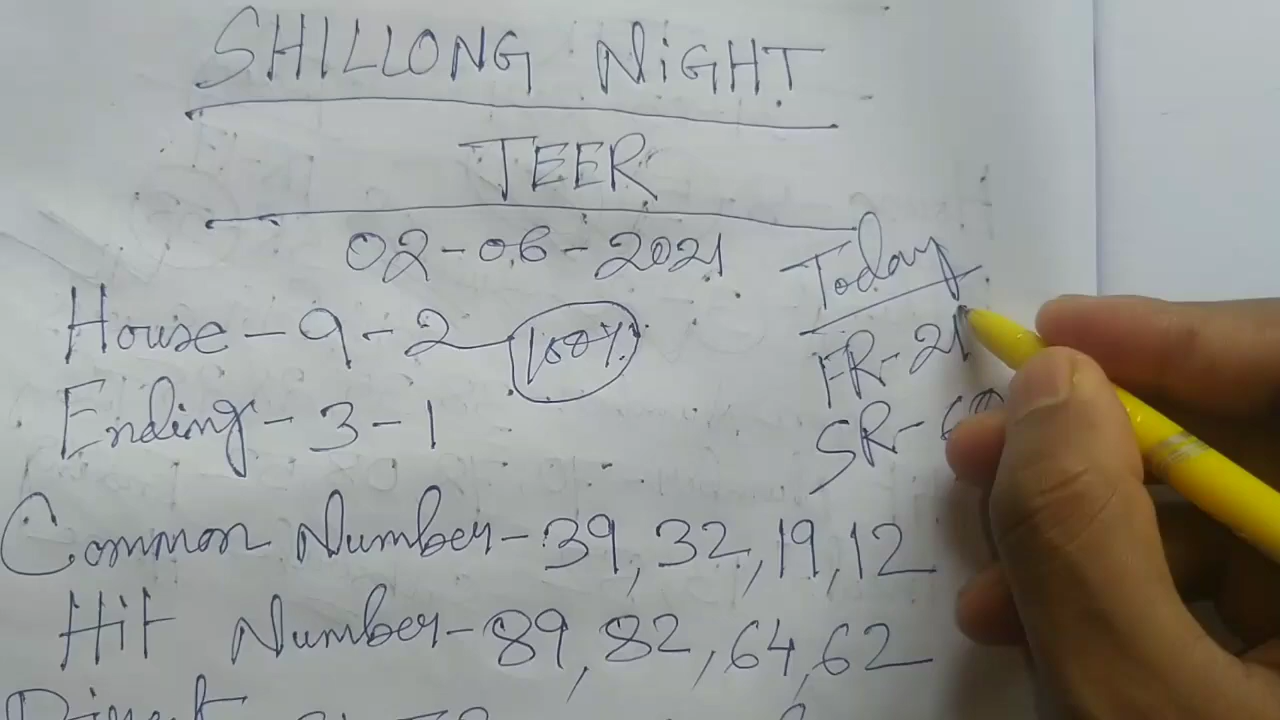 SHILLONG NiGHT
TEER
02-06-2021
Today
House - 9 - 2 - 100%
FR - 21
Ending - 3 - 1
SR -
Common Number - 39, 32, 19, 12
Hit Number - 89, 82, 64, 62
Direct